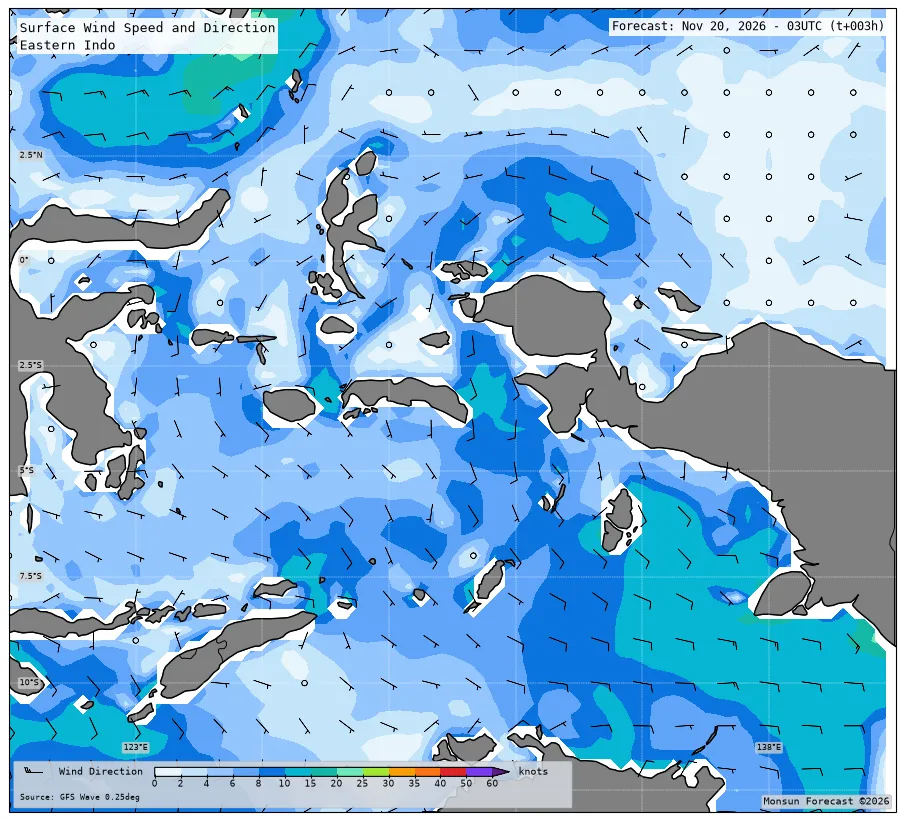 Surface Wind Speed and Direction
Eastern Indo
Forecast: Nov 20, 2026 - 03UTC (t+003h)
2.5°N
0°
2.5°S
5°S
7.5°S
10°S
123°E
138°E
Wind Direction
knots
0 2 4 6 8 10 15 20 25 30 35 40 50 60
Source: GFS Wave 0.25deg
Monsun Forecast ©2026